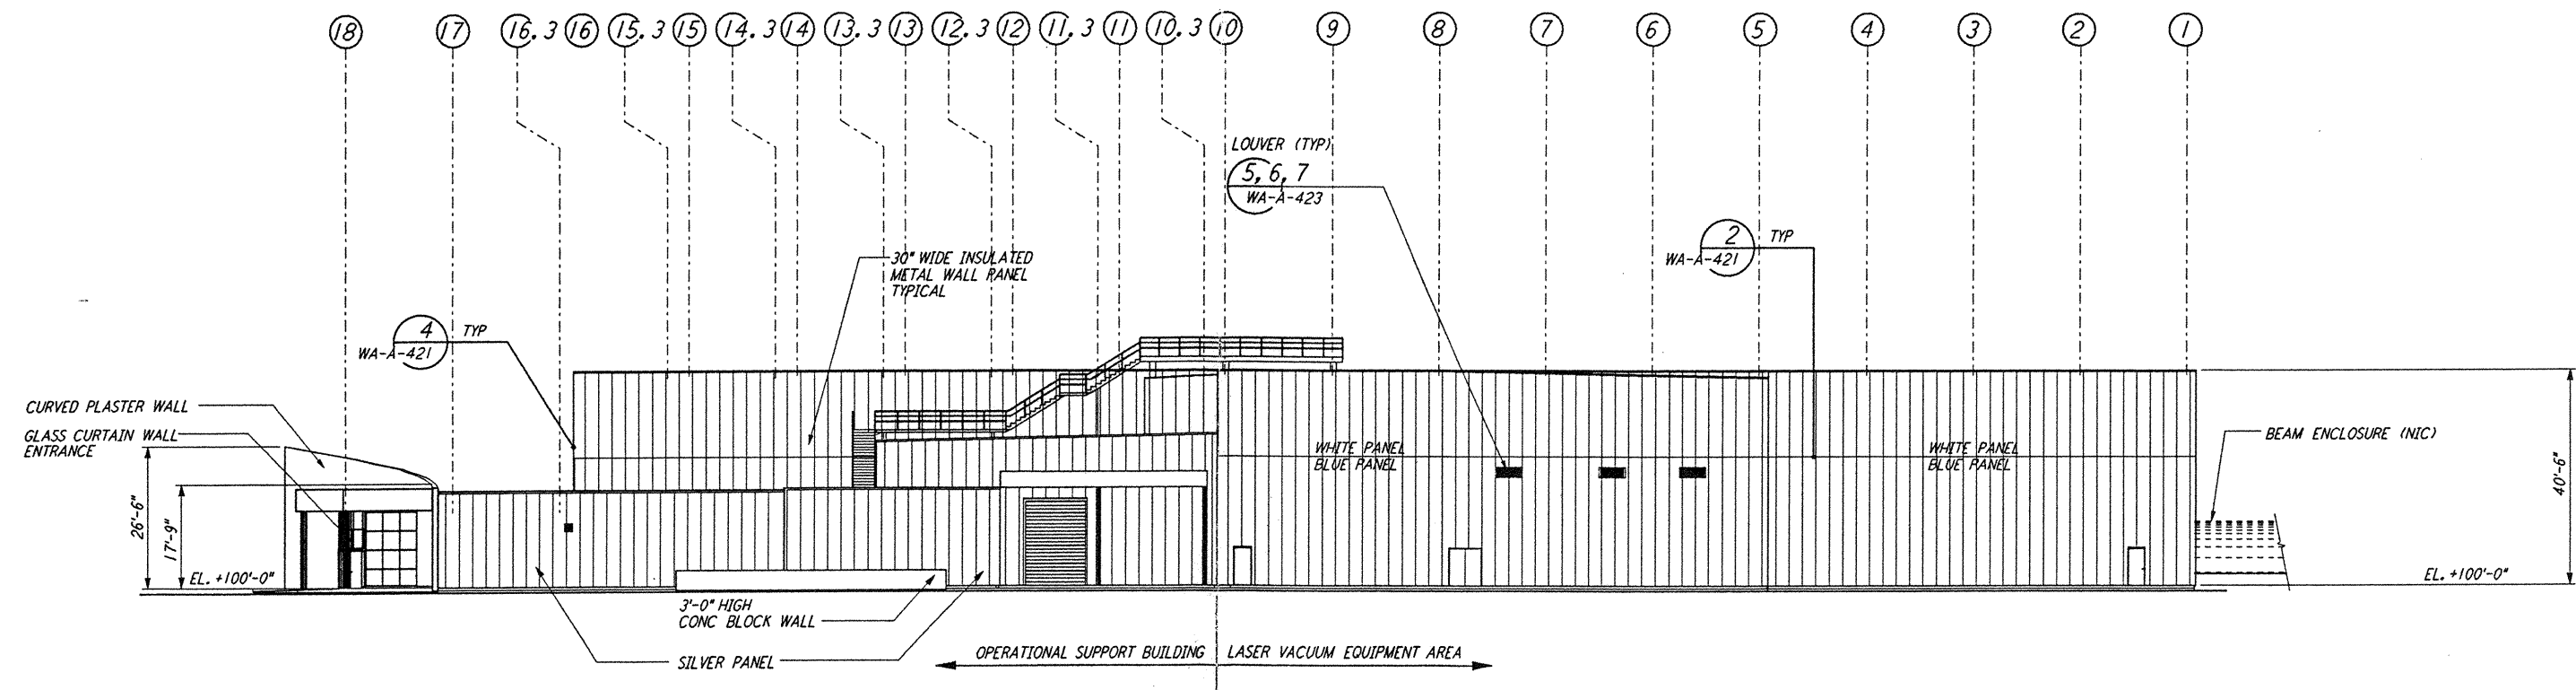 18 17 16.3 16 15.3 15 14.3 14 13.3 13 12.3 12 11.3 11 10.3 10 9 8 7 6 5 4 3 2 1
LOUVER (TYP)
5, 6, 7
WA-A-423
2 TYP
WA-A-421
30" WIDE INSULATED
METAL WALL PANEL
TYPICAL
4 TYP
WA-A-421
CURVED PLASTER WALL
GLASS CURTAIN WALL
ENTRANCE
WHITE PANEL
BLUE PANEL
WHITE PANEL
BLUE PANEL
BEAM ENCLOSURE (NIC)
26'-6"
17'-9"
40'-6"
EL. +100'-0"
EL. +100'-0"
3'-0" HIGH
CONC BLOCK WALL
SILVER PANEL
OPERATIONAL SUPPORT BUILDING
LASER VACUUM EQUIPMENT AREA